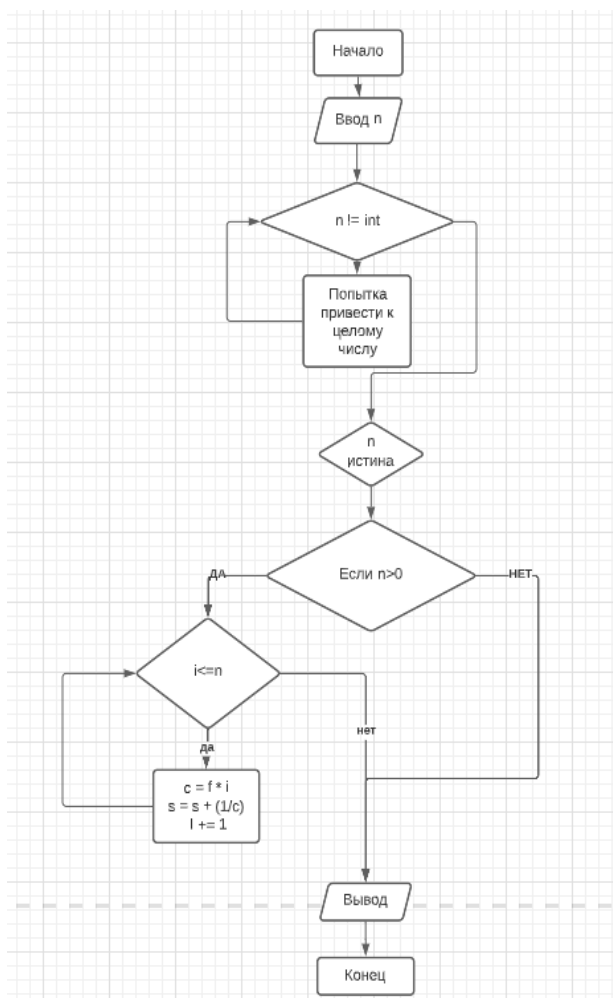 Начало
Ввод n
n != int
Попытка
привести к
целому
числу
n
истина
Если n>0
ДА
НЕТ
i<=n
нет
да
c = f * i
s = s + (1/c)
I += 1
Вывод
Конец